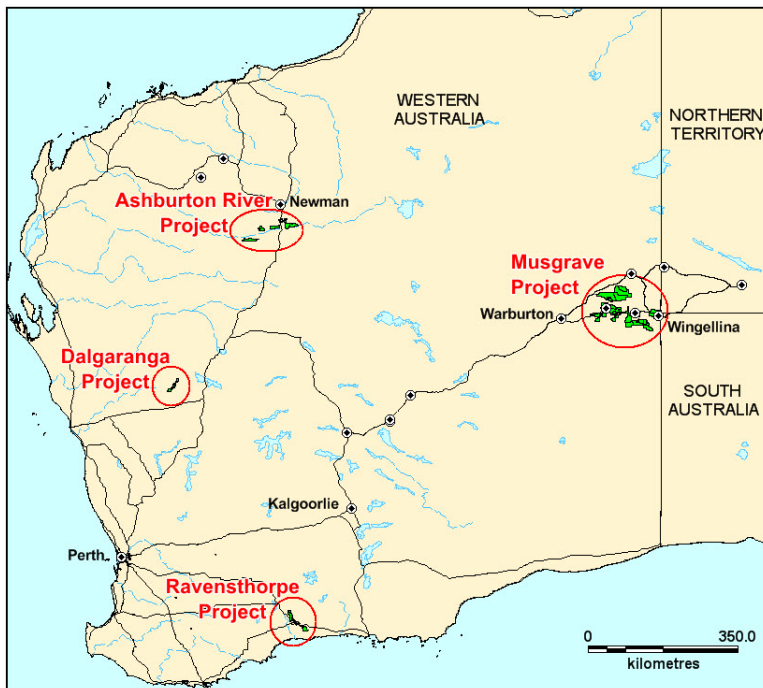 WESTERN
AUSTRALIA
NORTHERN
TERRITORY
Ashburton River
Project
Newman
Musgrave
Project
Warburton
Wingellina
Dalgaranga
Project
SOUTH
AUSTRALIA
Kalgoorlie
Perth
Ravensthorpe
Project
0
350.0
kilometres